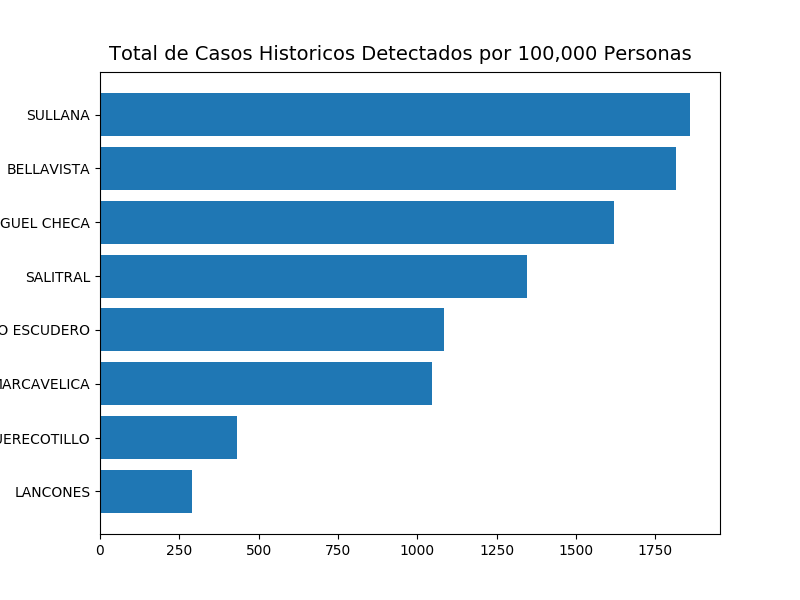 Total de Casos Historicos Detectados por 100,000 Personas
SULLANA
BELLAVISTA
GUEL CHECA
SALITRAL
O ESCUDERO
MARCAVELICA
UERECOTILLO
LANCONES
0 250 500 750 1000 1250 1500 1750